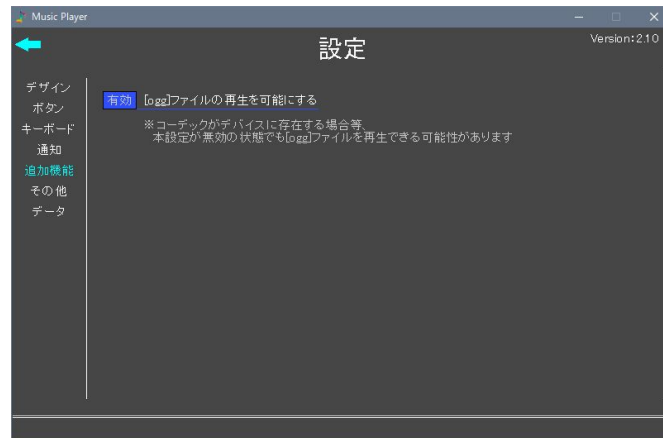 Music Player
設定
Version:2.10
デザイン
ボタン
キーボード
通知
追加機能
その他
データ
有効 [ogg]ファイルの再生を可能にする
※コーデックがデバイスに存在する場合等、
本設定が無効の状態でも[ogg]ファイルを再生できる可能性があります